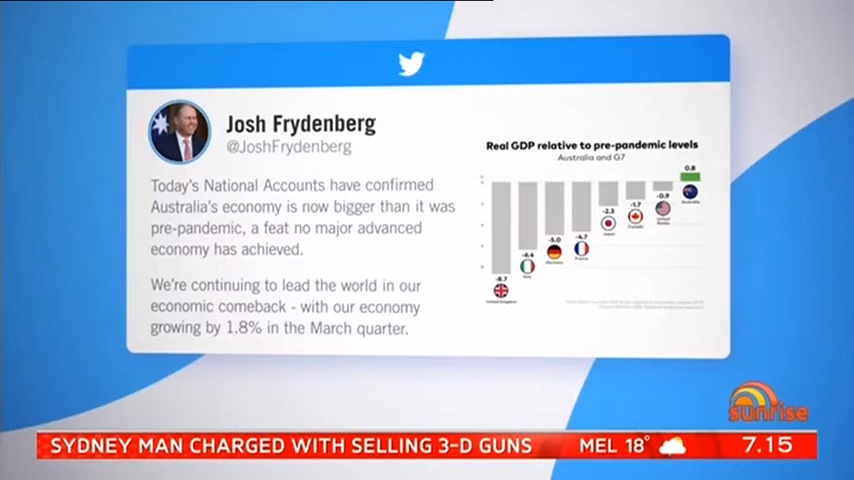 Josh Frydenberg
@JoshFrydenberg
Today's National Accounts have confirmed
Australia's economy is now bigger than it was
pre-pandemic, a feat no major advanced
economy has achieved.
We're continuing to lead the world in our
economic comeback - with our economy
growing by 1.8% in the March quarter.
Real GDP relative to pre-pandemic levels
Australia and G7
0.8
-0.9
-1.7
-2.3
-4.7
-5.0
-6.4
-8.7
Australia
United States
Canada
Japan
France
Germany
Italy
United Kingdom
sunrise
SYDNEY MAN CHARGED WITH SELLING 3-D GUNS MEL 18° 7.15